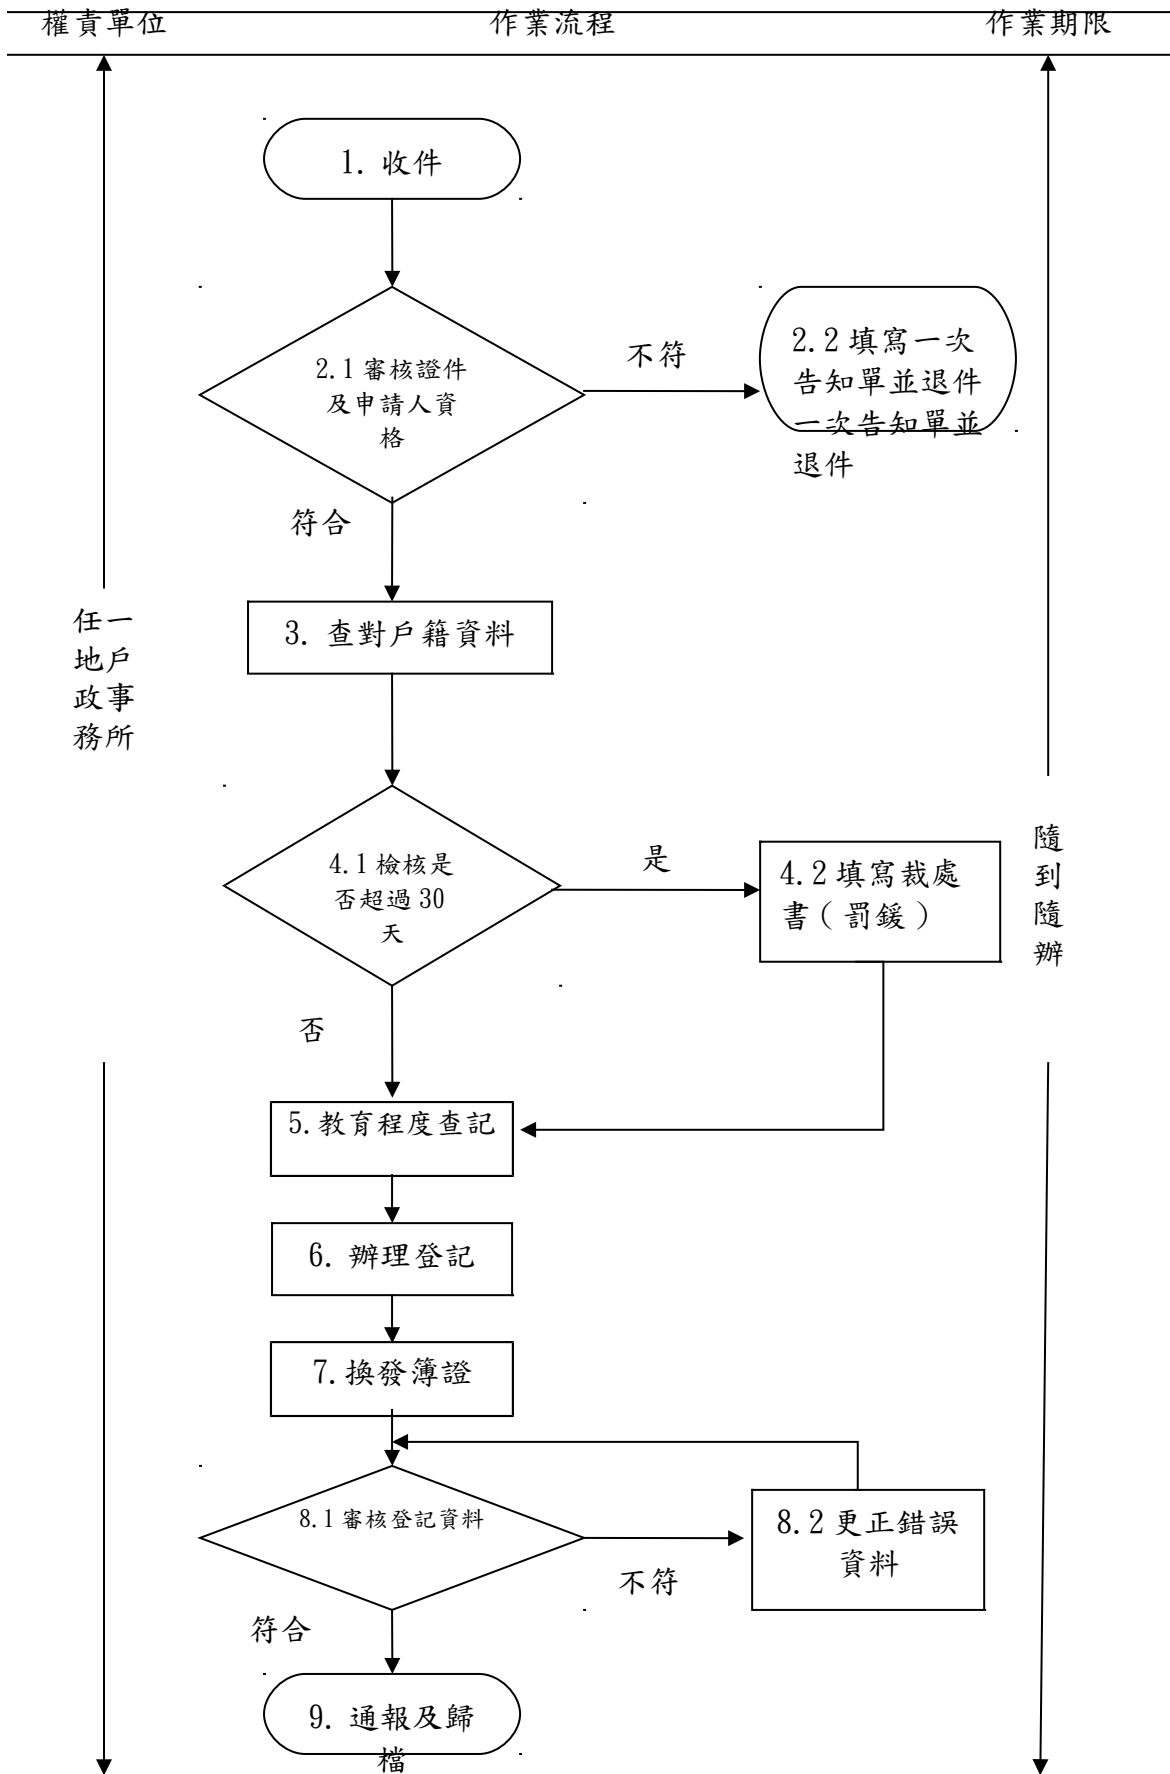 權責單位 作業流程 作業期限
1. 收件
2.1 審核證件
及申請人資
格
不符
2.2 填寫一次
告知單並退件
一次告知單並
退件
符合
3. 查對戶籍資料
任一
地戶
政事
務所
4.1 檢核是
否超過 30
天
是
4.2 填寫裁處
書（罰鍰）
隨
到
隨
辦
否
5. 教育程度查記
6. 辦理登記
7. 換發簿證
8.1 審核登記資料
不符
8.2 更正錯誤
資料
符合
9. 通報及歸
檔